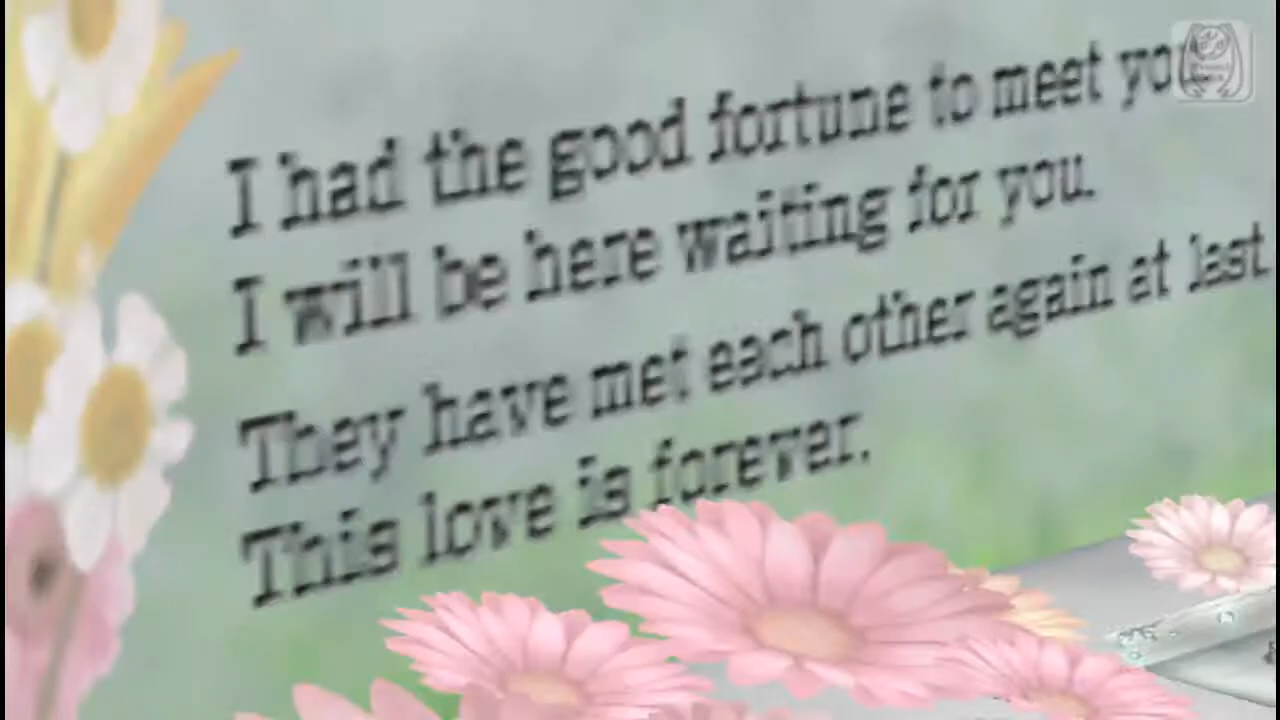 I had the good fortune to meet you
I will be here waiting for you.
They have met each other again at last
This love is forever.